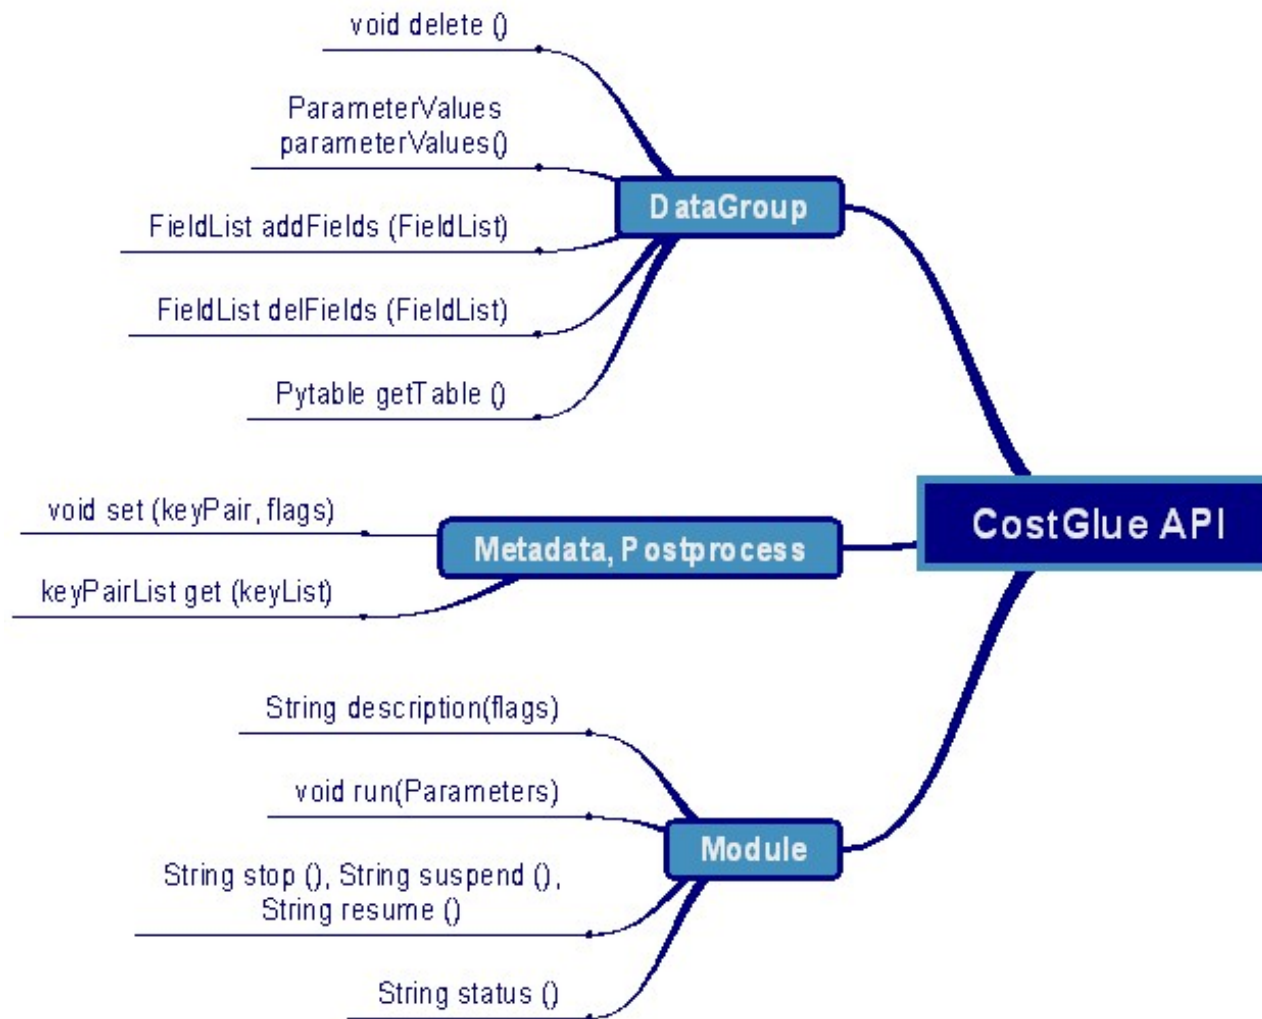 void delete ()
ParameterValues
parameterValues()
DataGroup
FieldList addFields (FieldList)
FieldList delFields (FieldList)
Pytable getTable ()
void set (keyPair, flags)
CostGlue API
Metadata, Postprocess
keyPairList get (keyList)
String description(flags)
void run(Parameters)
Module
String stop (), String suspend (),
String resume ()
String status ()